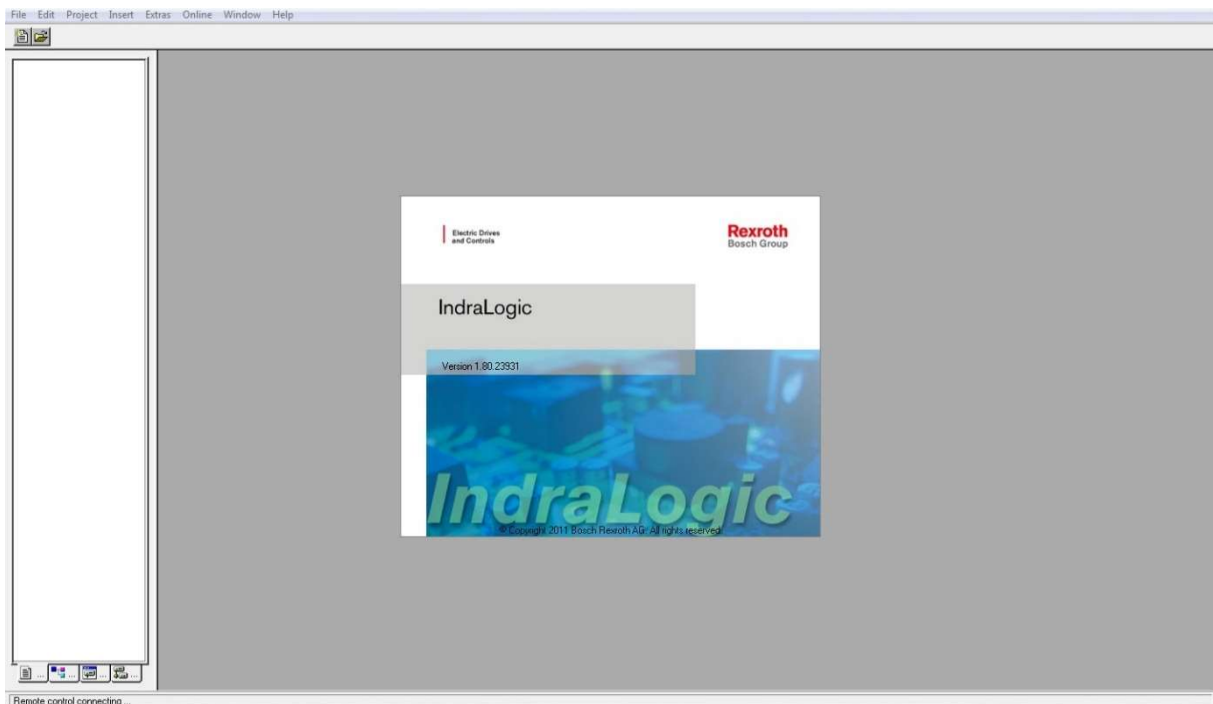 File Edit Project Insert Extras Online Window Help
Electric Drives
and Controls
Rexroth
Bosch Group
IndraLogic
Version 1.80.23931
IndraLogic
© Copyright 2011 Bosch Rexroth AG. All rights reserved.
... ... ... ...
Remote control connecting ...